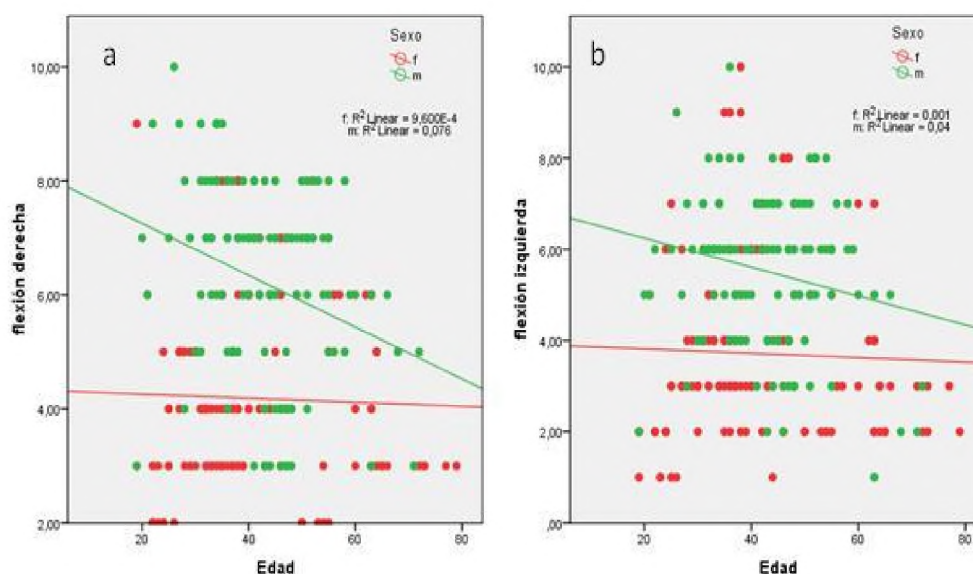 a
Sexo
f
m
10,00
f: R² Linear = 9,600E-4
m: R² Linear = 0,076
8,00
6,00
4,00
2,00
flexión derecha
20 40 60 80
Edad
b
Sexo
f
m
10,00
f: R² Linear = 0,001
m: R² Linear = 0,04
8,00
6,00
4,00
2,00
,00
flexión izquierda
20 40 60 80
Edad